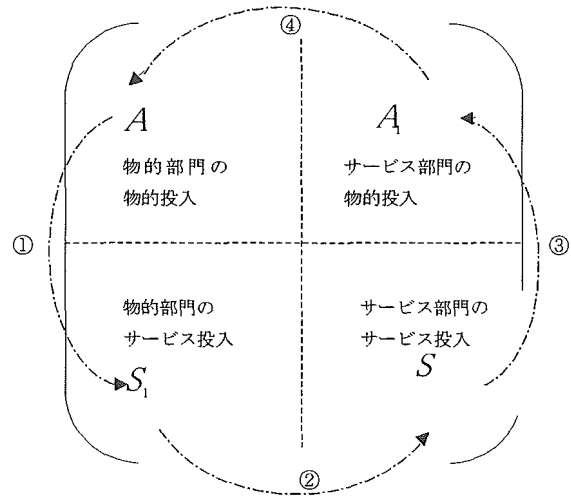 ④
A
物的部門の
物的投入
A₁
サービス部門の
物的投入
①
③
物的部門の
サービス投入
S₁
サービス部門の
サービス投入
S
②